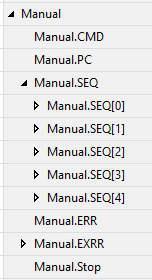 Manual
Manual.CMD
Manual.PC
Manual.SEQ
Manual.SEQ[0]
Manual.SEQ[1]
Manual.SEQ[2]
Manual.SEQ[3]
Manual.SEQ[4]
Manual.ERR
Manual.EXRR
Manual.Stop